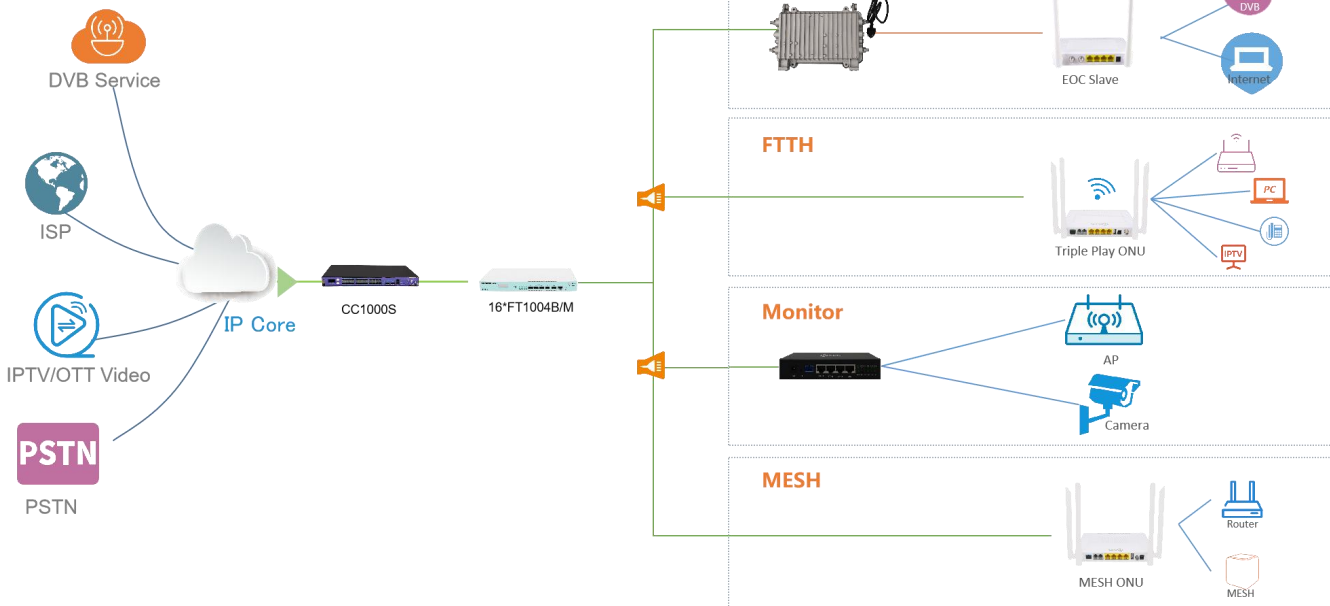 DVB Service
ISP
IPTV/OTT Video
PSTN
PSTN
IP Core
CC1000S
16*FT1004B/M
EOC Slave
DVB
Internet
FTTH
Triple Play ONU
PC
IPTV
Monitor
AP
Camera
MESH
MESH ONU
Router
MESH